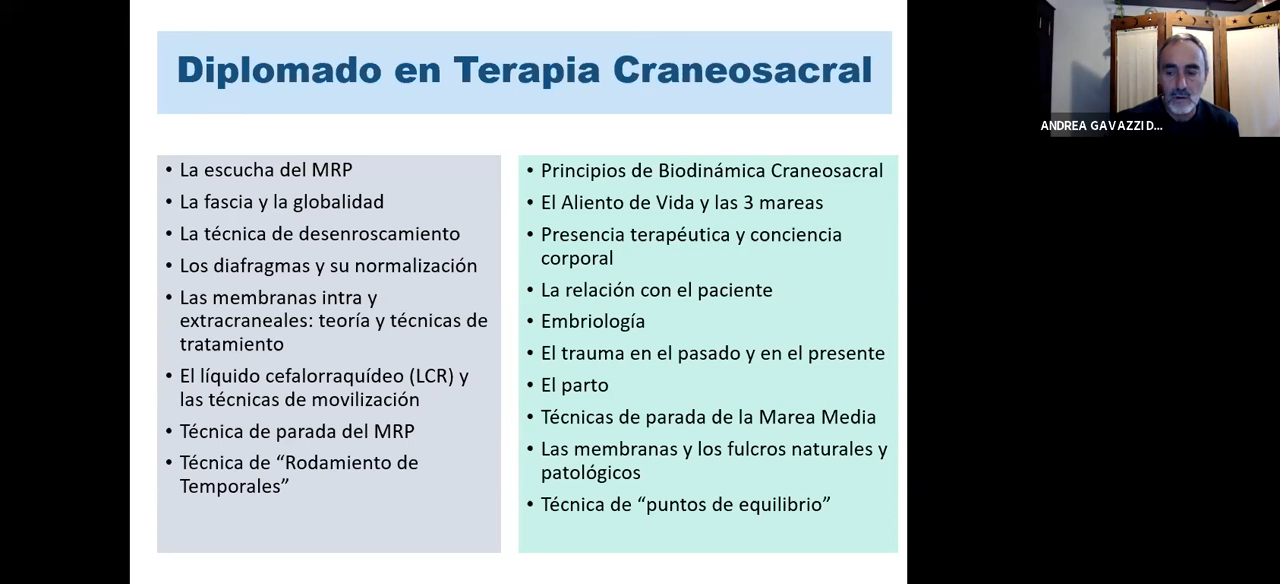 Diplomado en Terapia Craneosacral
• La escucha del MRP
• La fascia y la globalidad
• La técnica de desenroscamiento
• Los diafragmas y su normalización
• Las membranas intra y
extracraneales: teoría y técnicas de
tratamiento
• El líquido cefalorraquídeo (LCR) y
las técnicas de movilización
• Técnica de parada del MRP
• Técnica de “Rodamiento de
Temporales”
• Principios de Biodinámica Craneosacral
• El Aliento de Vida y las 3 mareas
• Presencia terapéutica y conciencia
corporal
• La relación con el paciente
• Embriología
• El trauma en el pasado y en el presente
• El parto
• Técnicas de parada de la Marea Media
• Las membranas y los fulcros naturales y
patológicos
• Técnica de “puntos de equilibrio”
ANDREA GAVAZZI D...